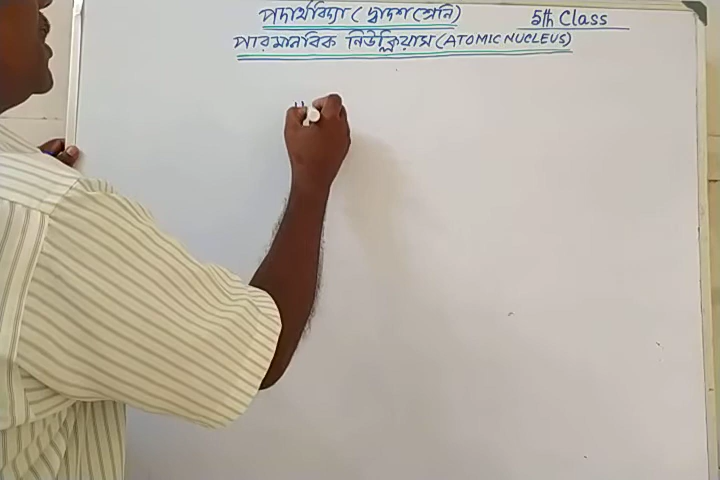 পদার্থবিদ্যা (দ্বাদশ শ্রেনি) 5th Class
পারমানবিক নিউক্লিয়াস (ATOMIC NUCLEUS)